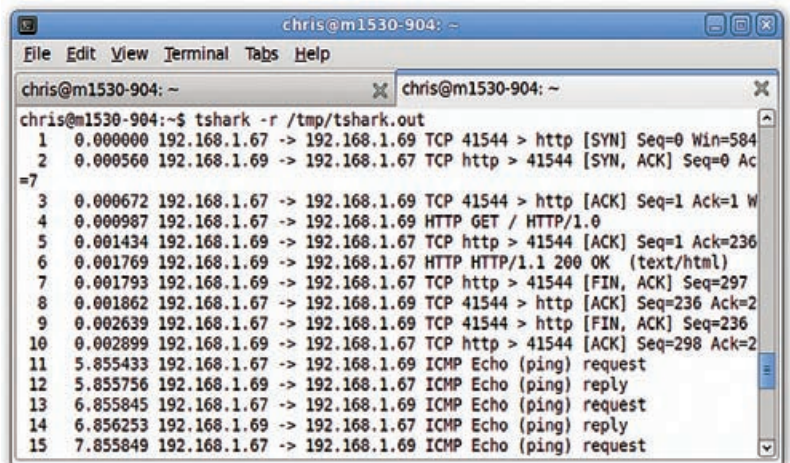 chris@m1530-904: ~
File Edit View Terminal Tabs Help
chris@m1530-904: ~ chris@m1530-904: ~
chris@m1530-904:~$ tshark -r /tmp/tshark.out
1 0.000000 192.168.1.67 -> 192.168.1.69 TCP 41544 > http [SYN] Seq=0 Win=584
2 0.000560 192.168.1.69 -> 192.168.1.67 TCP http > 41544 [SYN, ACK] Seq=0 Ac
=7
3 0.000672 192.168.1.67 -> 192.168.1.69 TCP 41544 > http [ACK] Seq=1 Ack=1 W
4 0.000987 192.168.1.67 -> 192.168.1.69 HTTP GET / HTTP/1.0
5 0.001434 192.168.1.69 -> 192.168.1.67 TCP http > 41544 [ACK] Seq=1 Ack=236
6 0.001769 192.168.1.69 -> 192.168.1.67 HTTP HTTP/1.1 200 OK (text/html)
7 0.001793 192.168.1.69 -> 192.168.1.67 TCP http > 41544 [FIN, ACK] Seq=297
8 0.001862 192.168.1.67 -> 192.168.1.69 TCP 41544 > http [ACK] Seq=236 Ack=2
9 0.002639 192.168.1.67 -> 192.168.1.69 TCP 41544 > http [FIN, ACK] Seq=236
10 0.002899 192.168.1.69 -> 192.168.1.67 TCP http > 41544 [ACK] Seq=298 Ack=2
11 5.855433 192.168.1.67 -> 192.168.1.69 ICMP Echo (ping) request
12 5.855756 192.168.1.69 -> 192.168.1.67 ICMP Echo (ping) reply
13 6.855845 192.168.1.67 -> 192.168.1.69 ICMP Echo (ping) request
14 6.856253 192.168.1.69 -> 192.168.1.67 ICMP Echo (ping) reply
15 7.855849 192.168.1.67 -> 192.168.1.69 ICMP Echo (ping) request